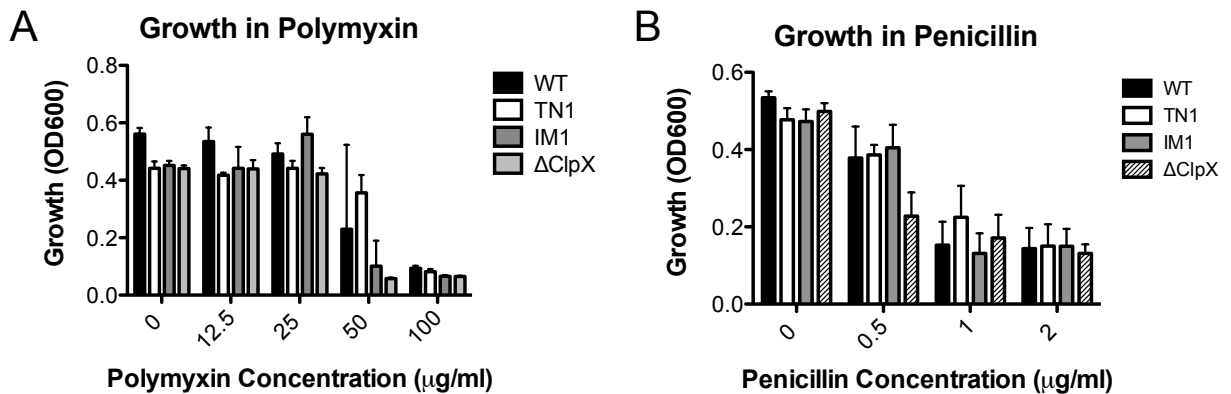 A
Growth in Polymyxin
Growth (OD600)
0.8
0.6
0.4
0.2
0.0
0
12.5
25
50
100
Polymyxin Concentration (μg/ml)
WT
TN1
IM1
ΔClpX
B
Growth in Penicillin
Growth (OD600)
0.6
0.4
0.2
0.0
0
0.5
1
2
Penicillin Concentration (μg/ml)
WT
TN1
IM1
ΔClpX